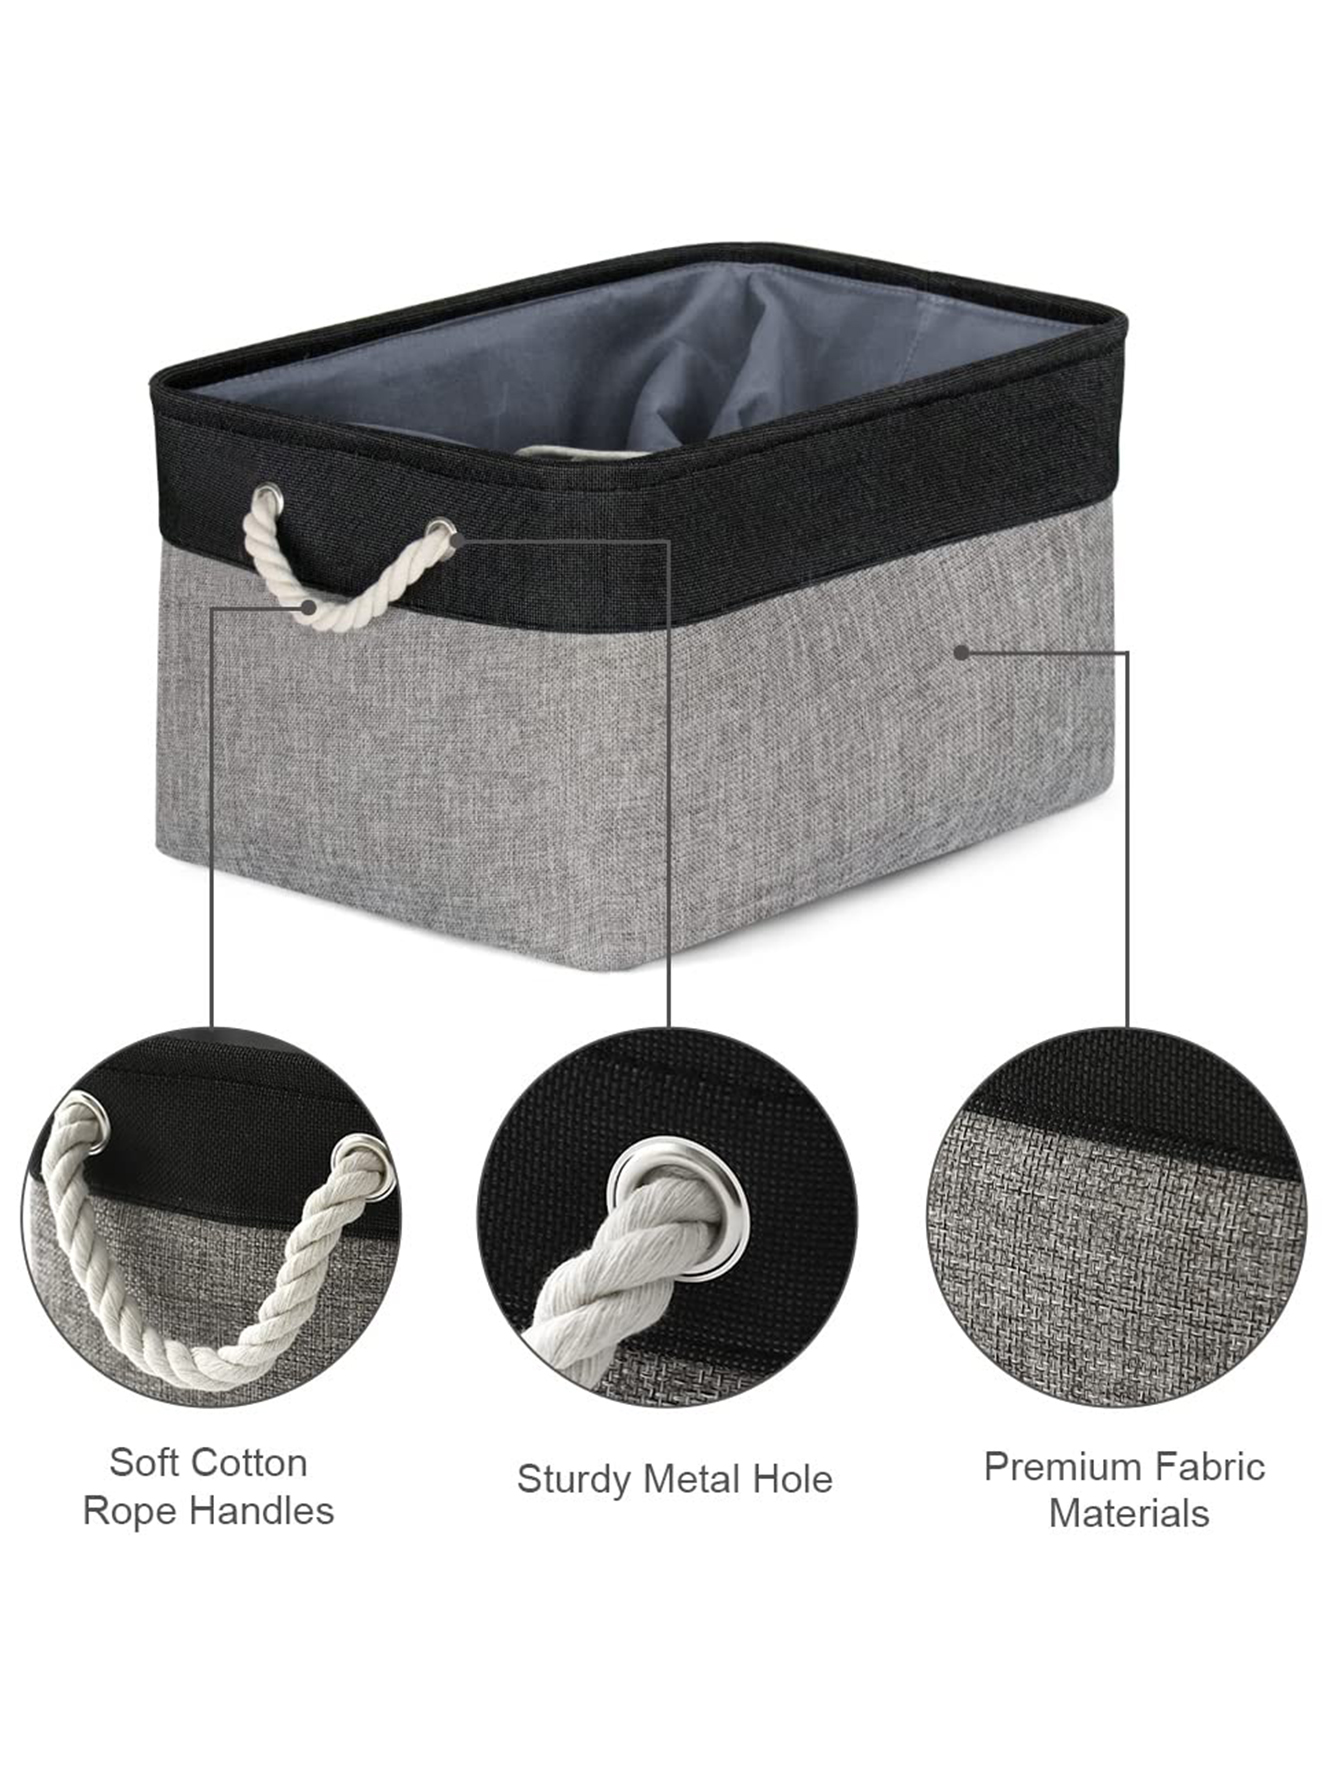 Soft Cotton
Rope Handles
Sturdy Metal Hole
Premium Fabric
Materials